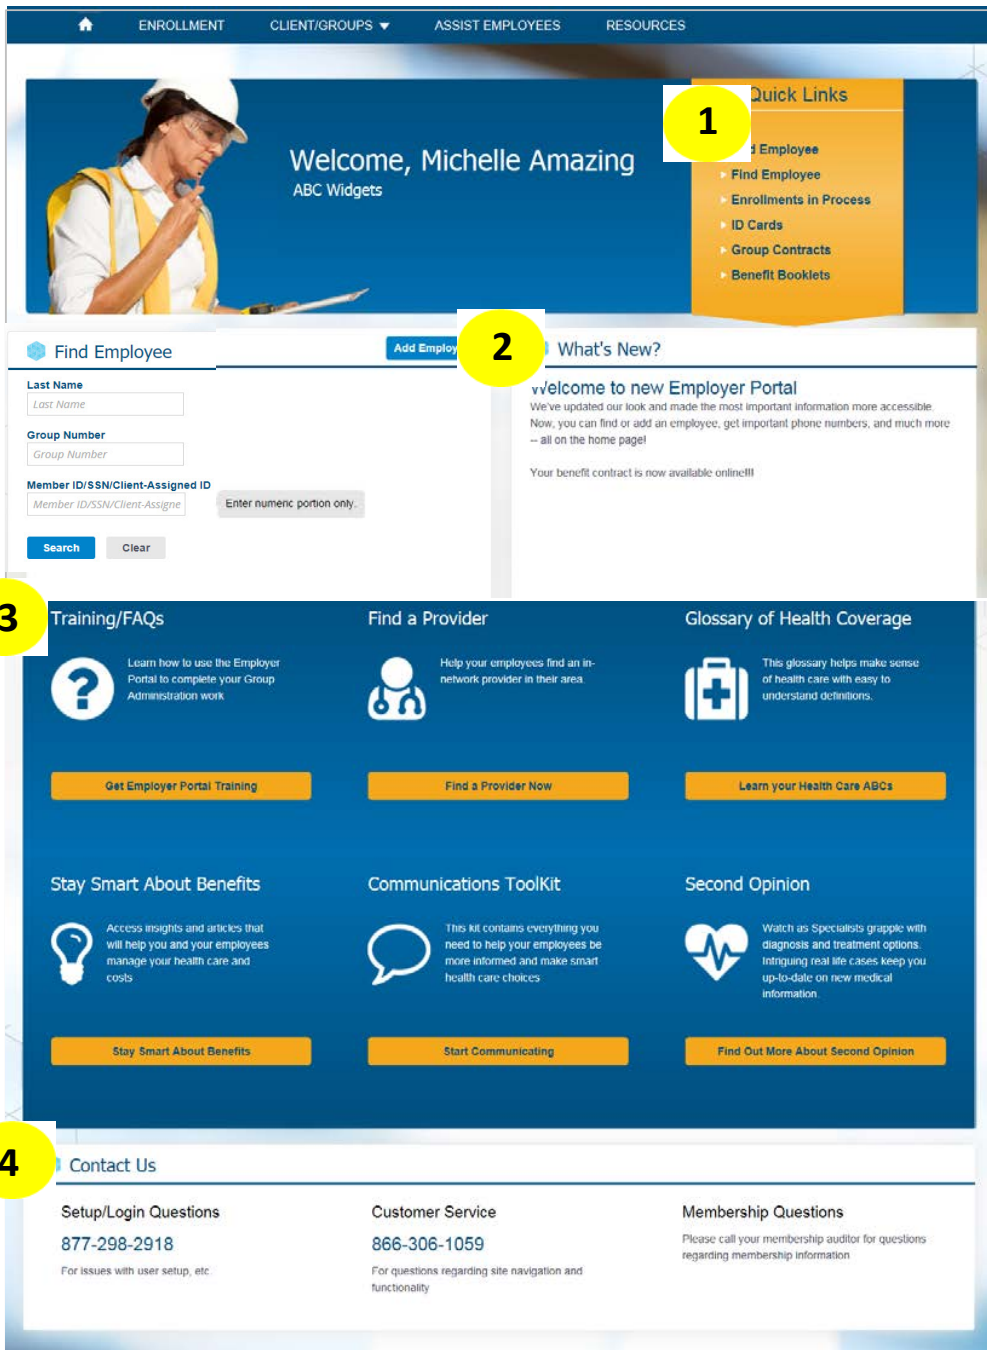 ENROLLMENT CLIENT/GROUPS ASSIST EMPLOYEES RESOURCES
1
Quick Links
Welcome, Michelle Amazing
ABC Widgets
Employee
Find Employee
Enrollments in Process
ID Cards
Group Contracts
Benefit Booklets
Find Employee
Add Employ
2
What's New?
Last Name
Last Name
Group Number
Group Number
Member ID/SSN/Client-Assigned ID
Member ID/SSN/Client-Assigne
Enter numeric portion only.
Search Clear
Welcome to new Employer Portal
We've updated our look and made the most important information more accessible.
Now, you can find or add an employee, get important phone numbers, and much more
-- all on the home page!
Your benefit contract is now available online!!!
3
Training/FAQs
Learn how to use the Employer
Portal to complete your Group
Administration work
Get Employer Portal Training
Find a Provider
Help your employees find an in-
network provider in their area.
Find a Provider Now
Glossary of Health Coverage
This glossary helps make sense
of health care with easy to
understand definitions.
Learn your Health Care ABCs
Stay Smart About Benefits
Access insights and articles that
will help you and your employees
manage your health care and
costs
Stay Smart About Benefits
Communications ToolKit
This kit contains everything you
need to help your employees be
more informed and make smart
health care choices
Start Communicating
Second Opinion
Watch as Specialists grapple with
diagnosis and treatment options.
Intriguing real life cases keep you
up-to-date on new medical
information.
Find Out More About Second Opinion
4
Contact Us
Setup/Login Questions
877-298-2918
For issues with user setup, etc.
Customer Service
866-306-1059
For questions regarding site navigation and
functionality
Membership Questions
Please call your membership auditor for questions
regarding membership information